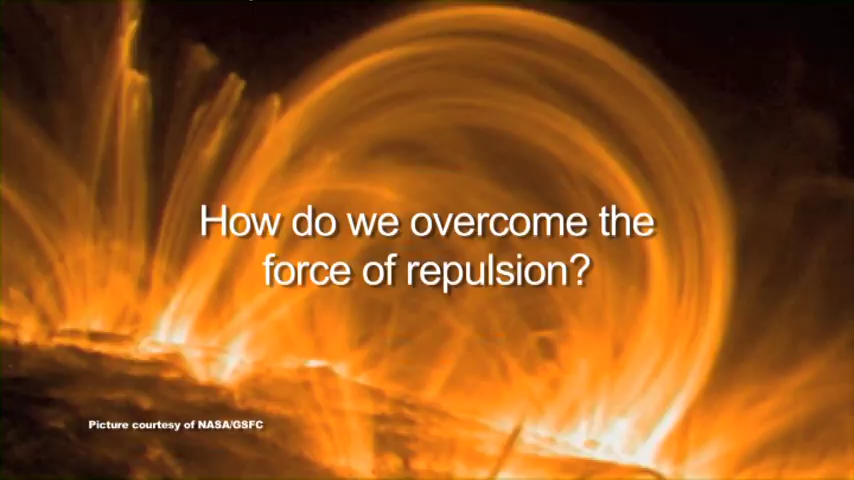 How do we overcome the
force of repulsion?
Picture courtesy of NASA/GSFC